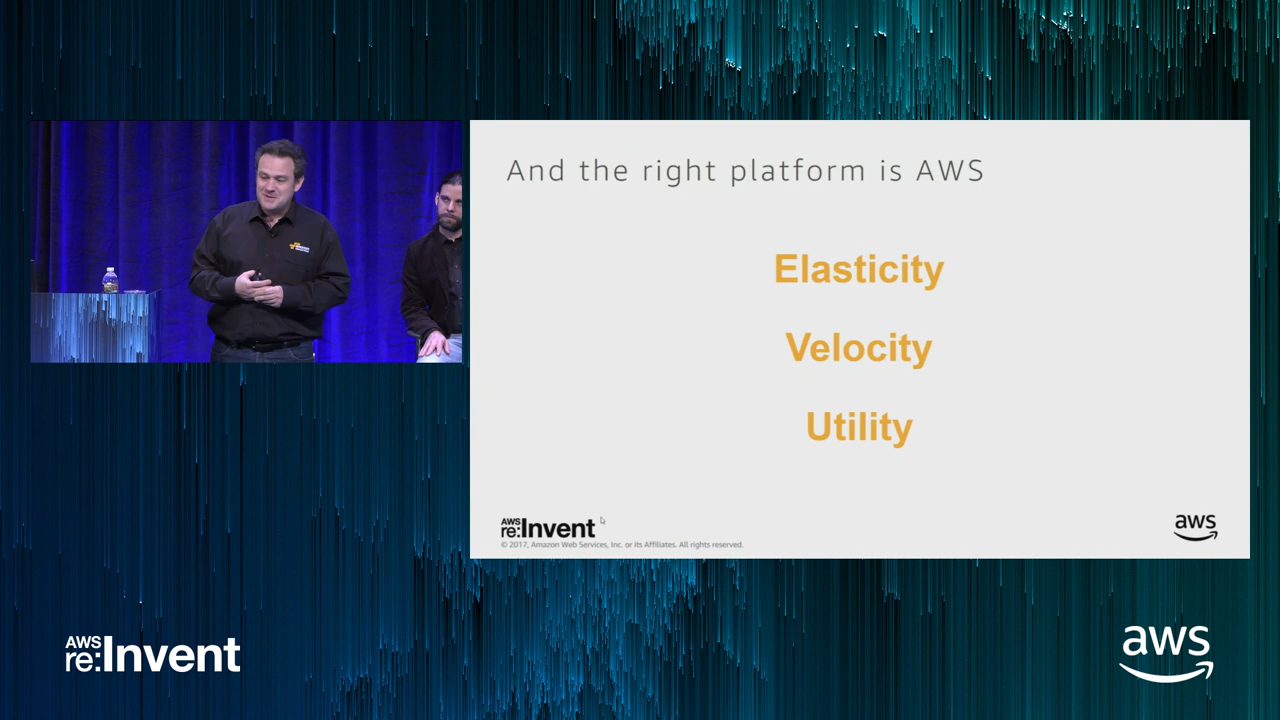 And the right platform is AWS
Elasticity
Velocity
Utility
AWS
re:Invent
© 2017, Amazon Web Services, Inc. or its Affiliates. All rights reserved.
aws
AWS
re:Invent
aws